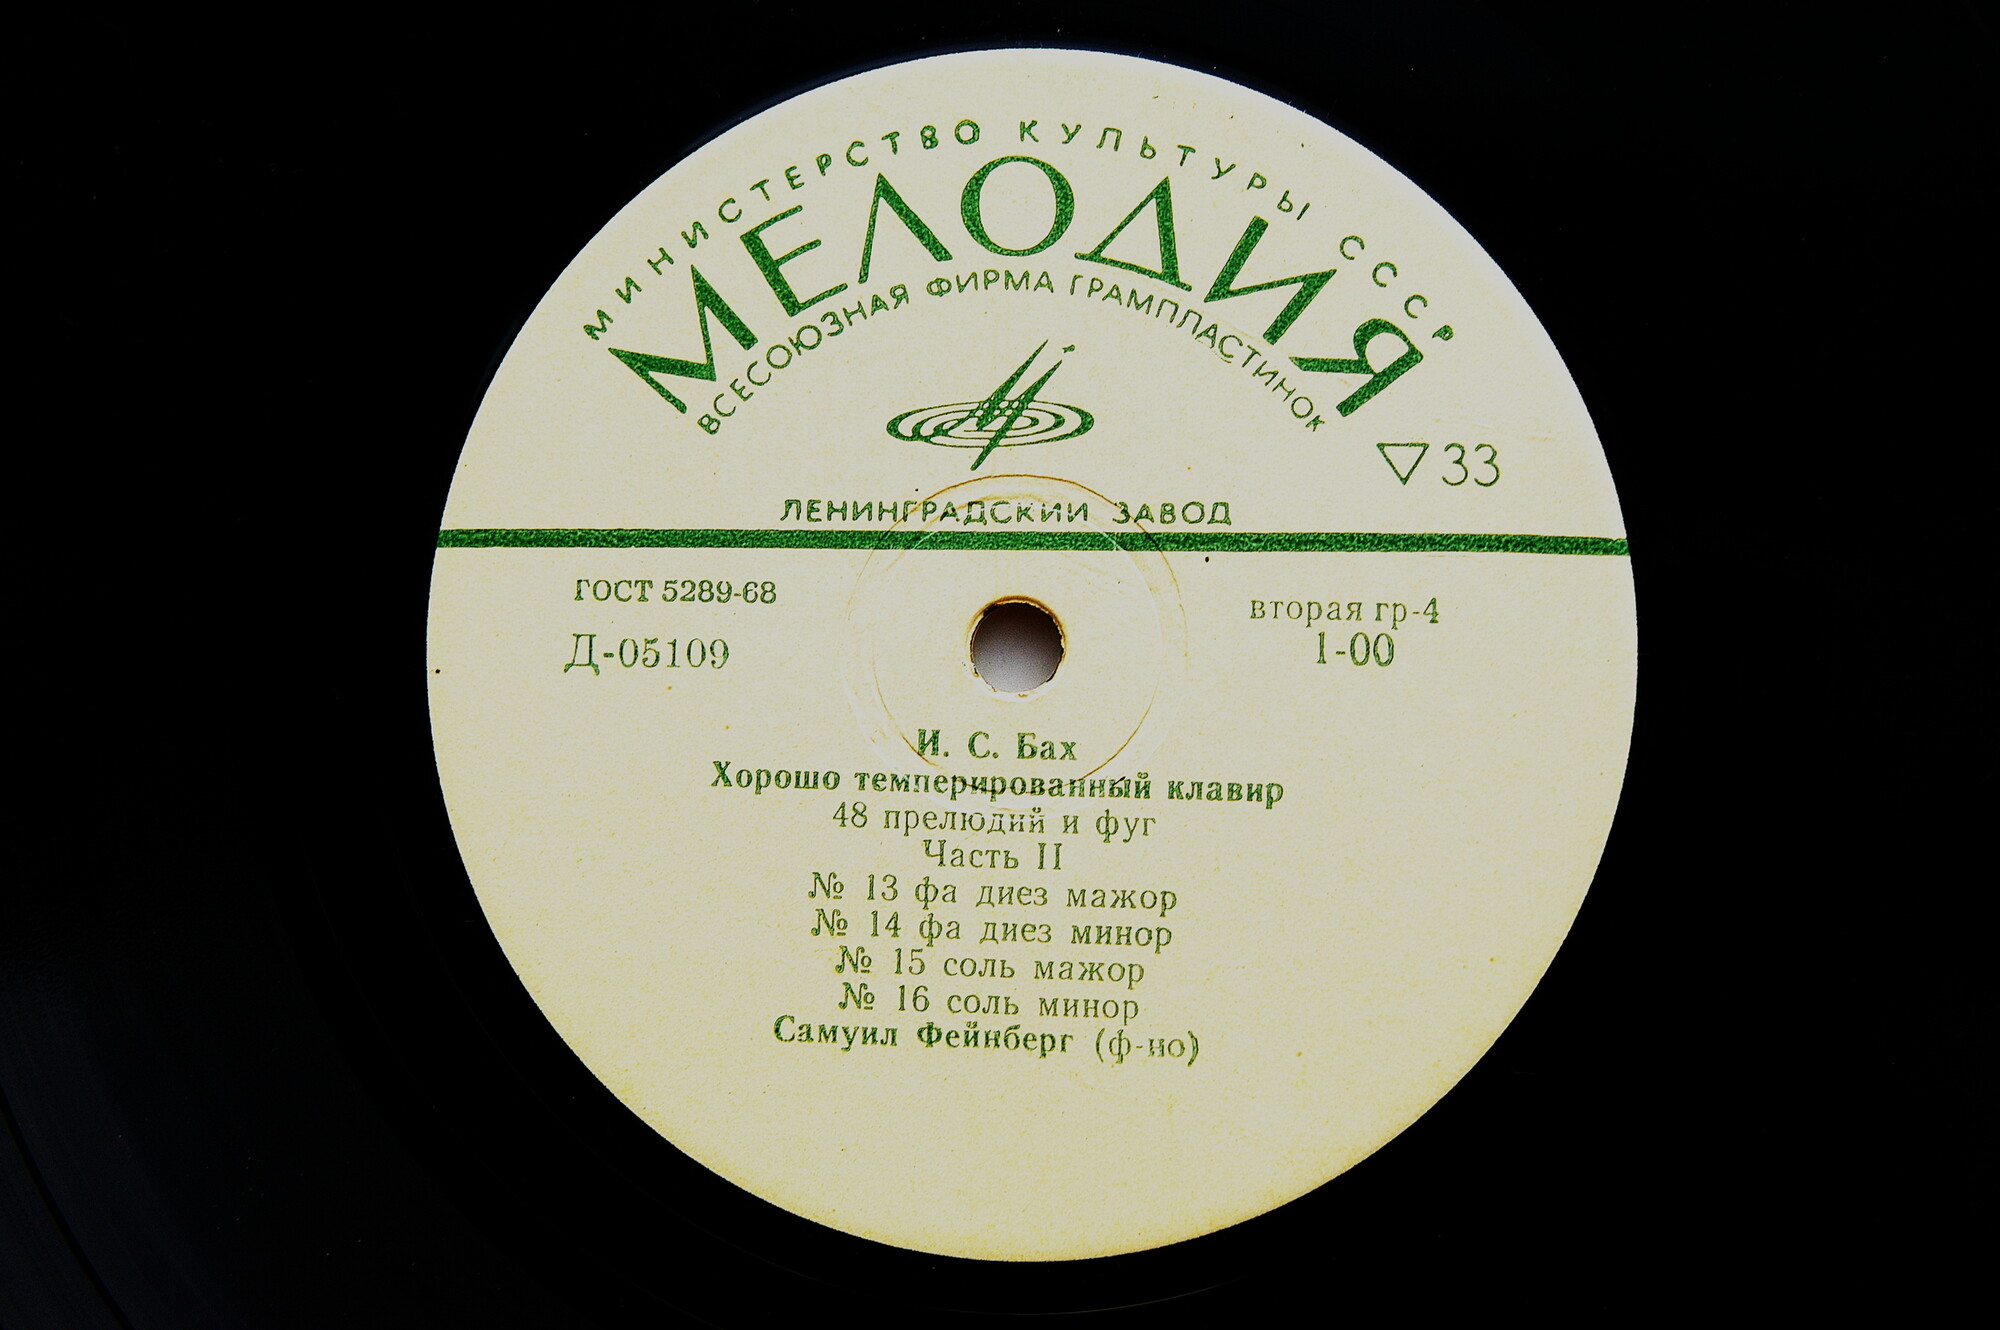 МИНИСТЕРСТВО КУЛЬТУРЫ СССР
МЕЛОДИЯ
ВСЕСОЮЗНАЯ ФИРМА ГРАМПЛАСТИНОК
▽33
ЛЕНИНГРАДСКИЙ ЗАВОД
ГОСТ 5289-68
вторая гр-4
Д-05109
1-00
И. С. Бах
Хорошо темперированный клавир
48 прелюдий и фуг
Часть II
№ 13 фа диез мажор
№ 14 фа диез минор
№ 15 соль мажор
№ 16 соль минор
Самуил Фейнберг (ф-но)